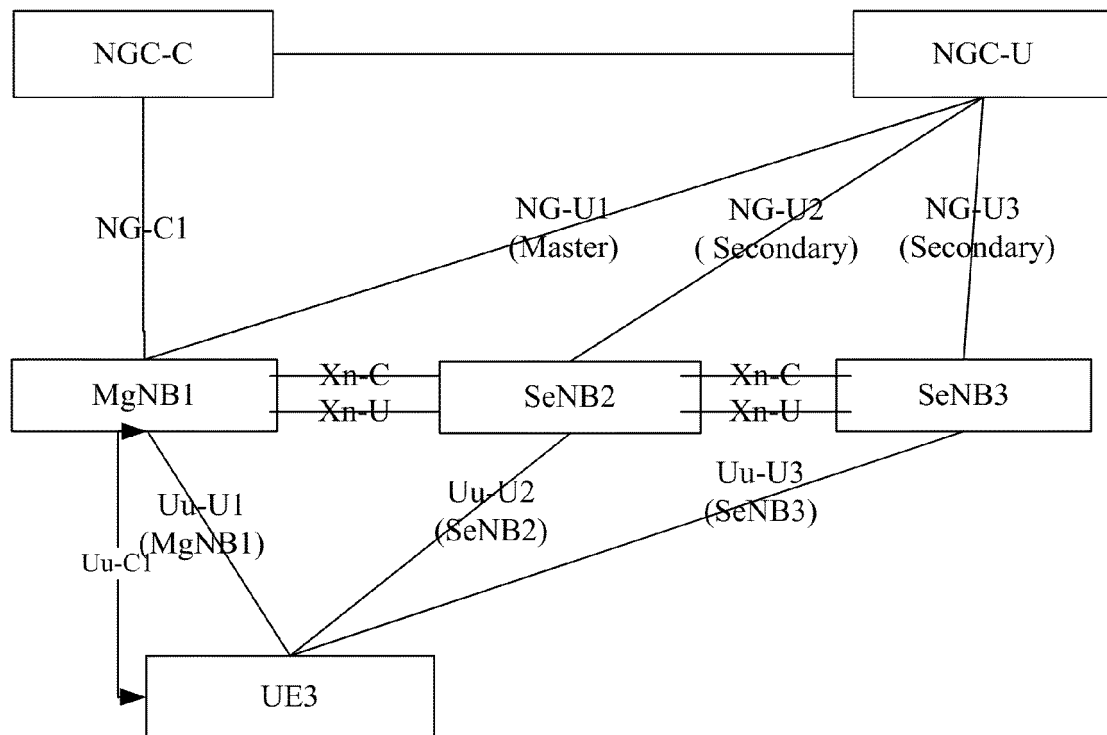 NGC-C
NGC-U
NG-C1
NG-U1
(Master)
NG-U2
( Secondary)
NG-U3
(Secondary)
MgNB1
Xn-C
Xn-U
SeNB2
Xn-C
Xn-U
SeNB3
Uu-C1
Uu-U1
(MgNB1)
Uu-U2
(SeNB2)
Uu-U3
(SeNB3)
UE3